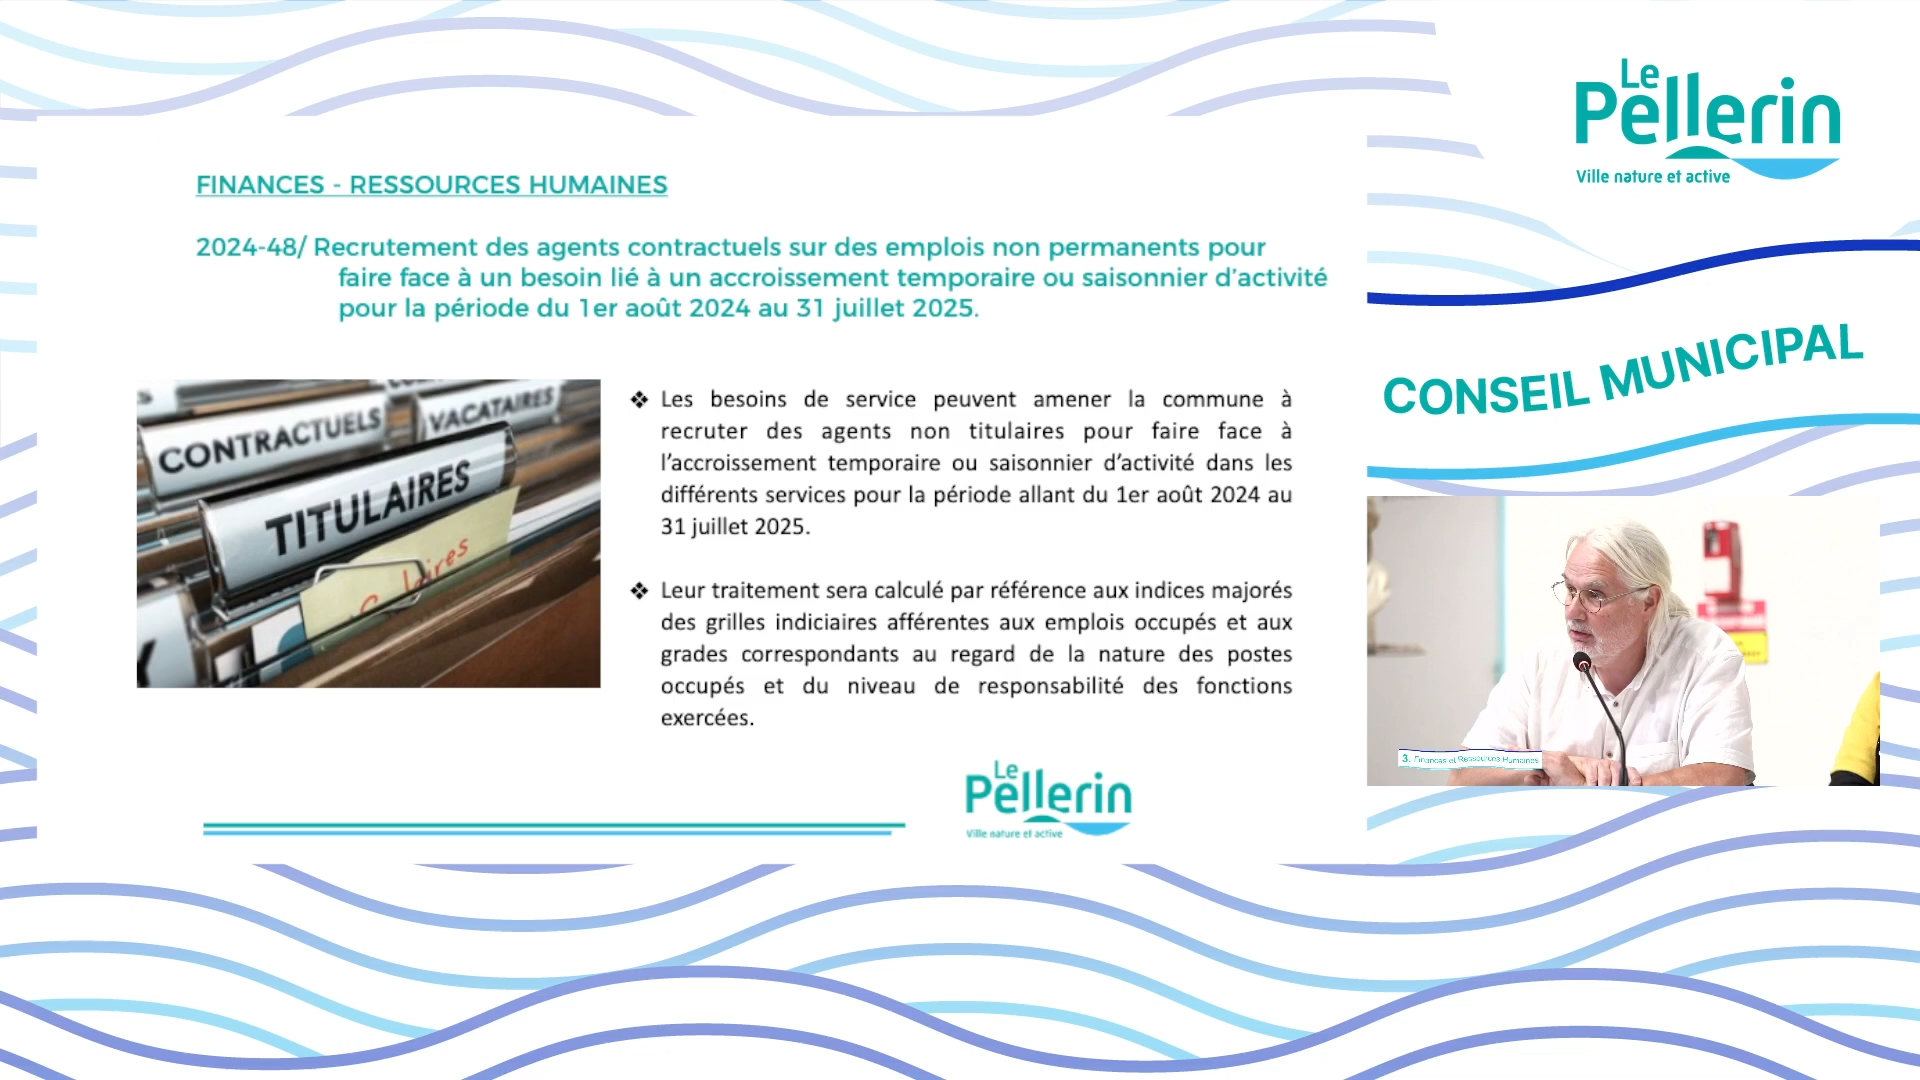 Le
Pellerin
Ville nature et active
FINANCES - RESSOURCES HUMAINES
2024-48/ Recrutement des agents contractuels sur des emplois non permanents pour
faire face à un besoin lié à un accroissement temporaire ou saisonnier d'activité
pour la période du 1er août 2024 au 31 juillet 2025.
CONSEIL MUNICIPAL
CONTRACTUELS
VACATAIRES
TITULAIRES
❖ Les besoins de service peuvent amener la commune à
recruter des agents non titulaires pour faire face à
l'accroissement temporaire ou saisonnier d'activité dans les
différents services pour la période allant du 1er août 2024 au
31 juillet 2025.
❖ Leur traitement sera calculé par référence aux indices majorés
des grilles indiciaires afférentes aux emplois occupés et aux
grades correspondants au regard de la nature des postes
occupés et du niveau de responsabilité des fonctions
exercées.
3. Finances et Ressources Humaines
Le
Pellerin
Ville nature et active